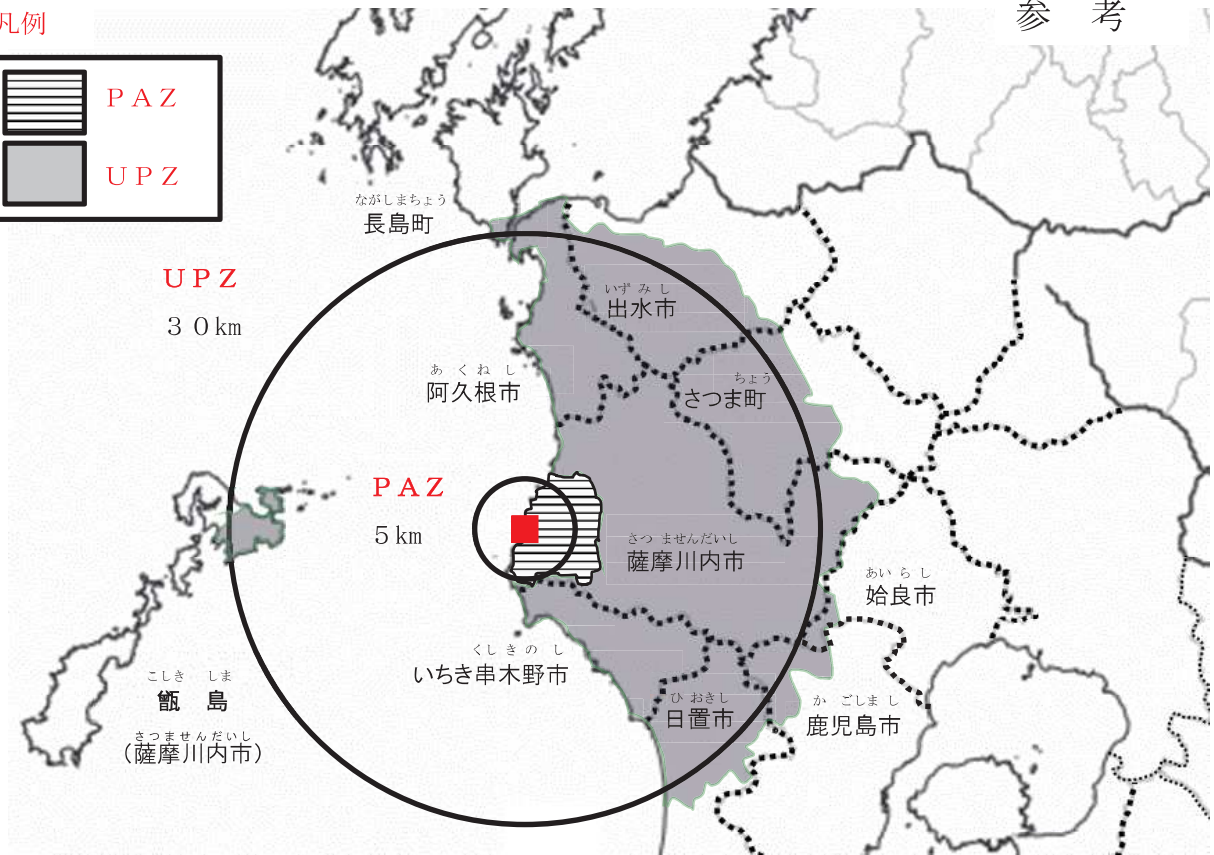 凡例
参 考
PAZ
UPZ
ながしまちょう
長島町
UPZ
30km
いずみし
出水市
あくねし
阿久根市
ちょう
さつま町
PAZ
5km
さつませんだいし
薩摩川内市
あいらし
姶良市
くしきのし
いちき串木野市
こしきしま
甑 島
さつませんだいし
(薩摩川内市)
ひおきし
日置市
かごしまし
鹿児島市